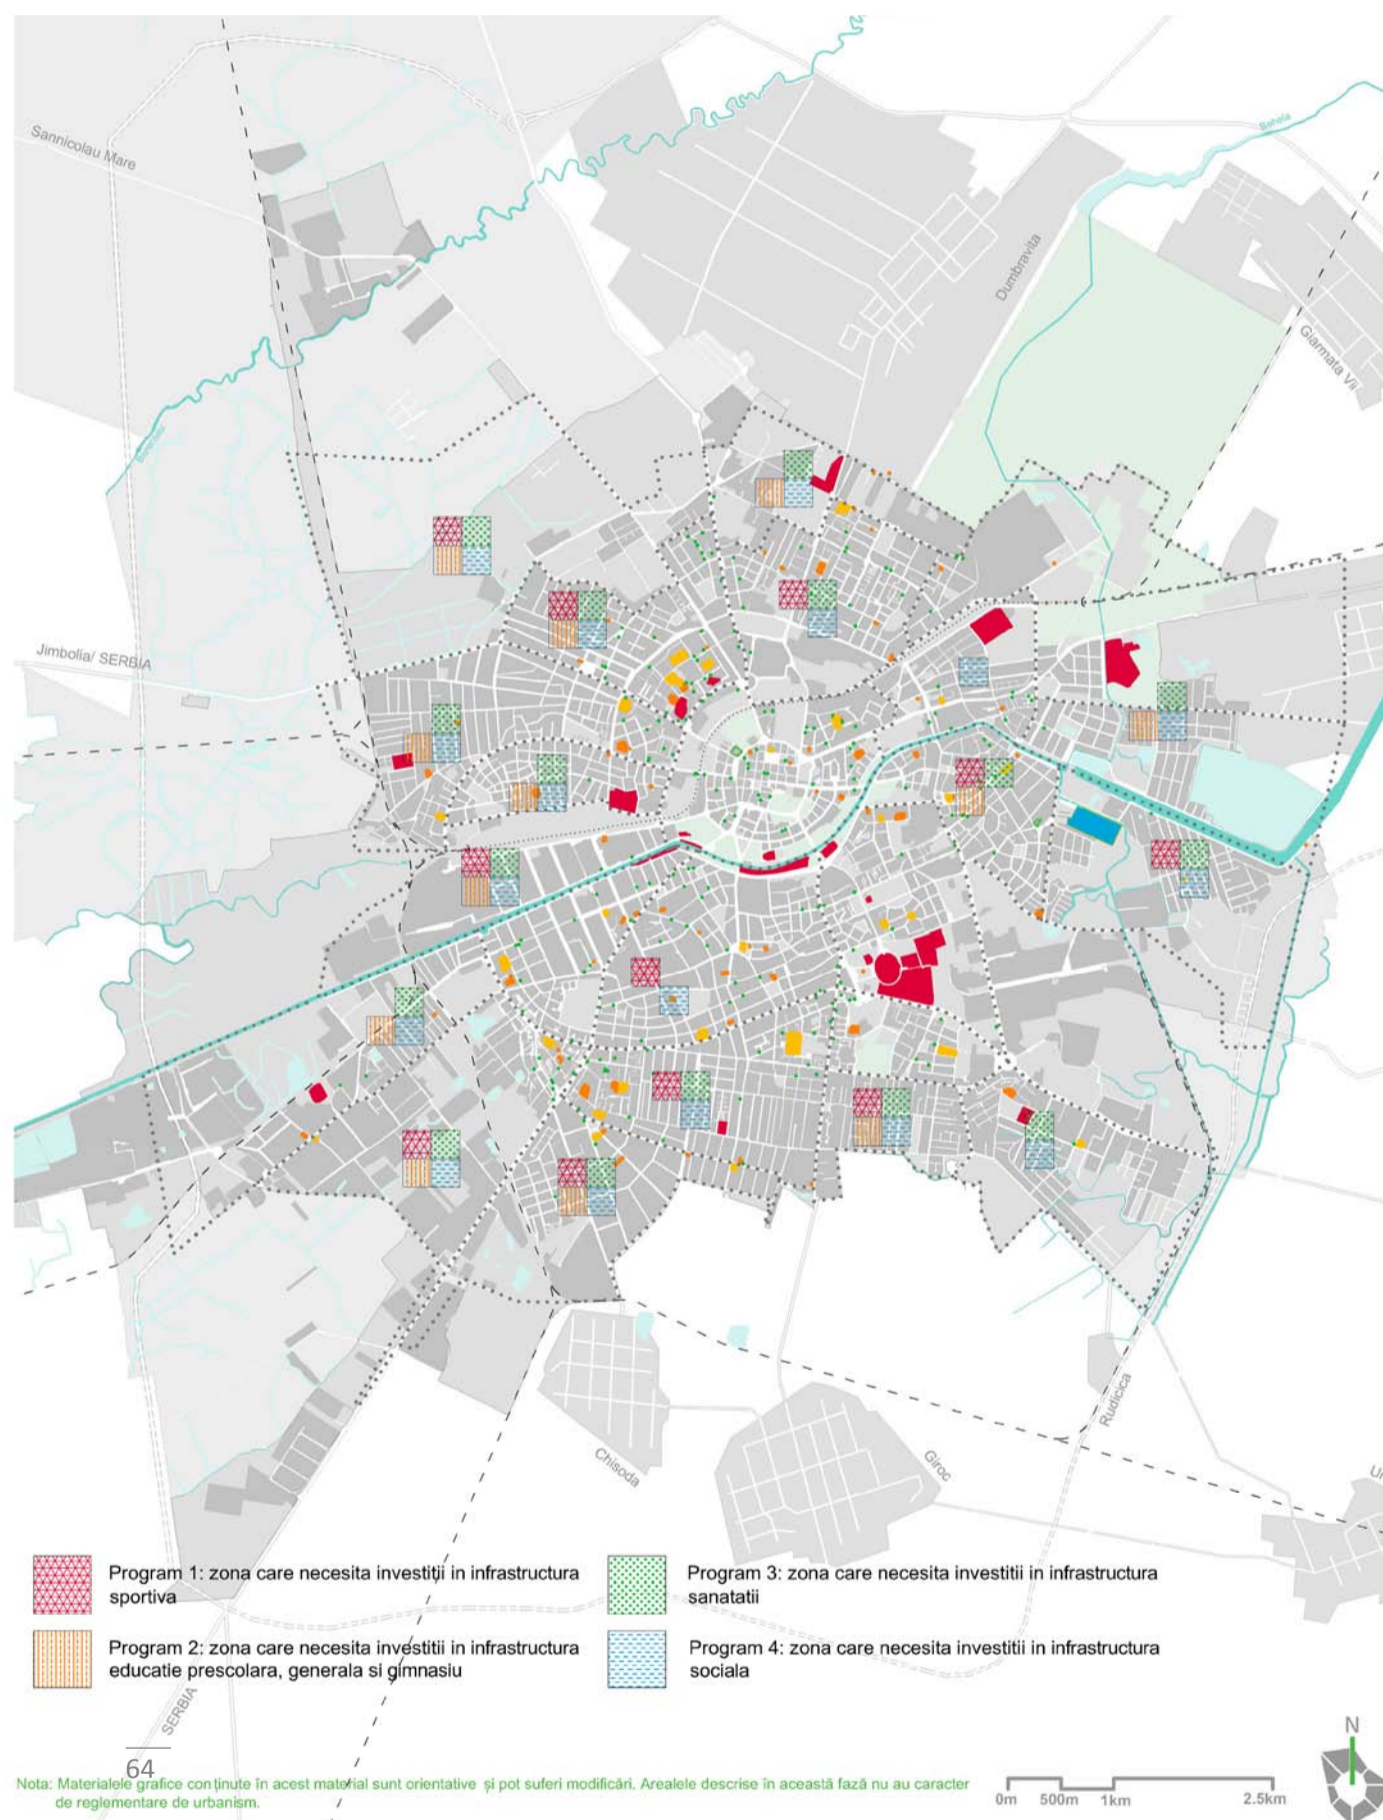 Sannicolau Mare
Beheia
Dumbravita
Giarmata Vii
Jimbolia/ SERBIA
Rudicica
Chisoda
Giroc
Program 1: zona care necesita investiții in infrastructura
sportiva
Program 3: zona care necesita investitii in infrastructura
sanatatii
Program 2: zona care necesita investitii in infrastructura
educatie prescolara, generala si gimnasiu
Program 4: zona care necesita investitii in infrastructura
sociala
SERBIA
64
N
Nota: Materialele grafice conținute în acest material sunt orientative și pot suferi modificări. Arealele descrise în această fază nu au caracter
de reglementare de urbanism.
0m 500m 1km 2.5km